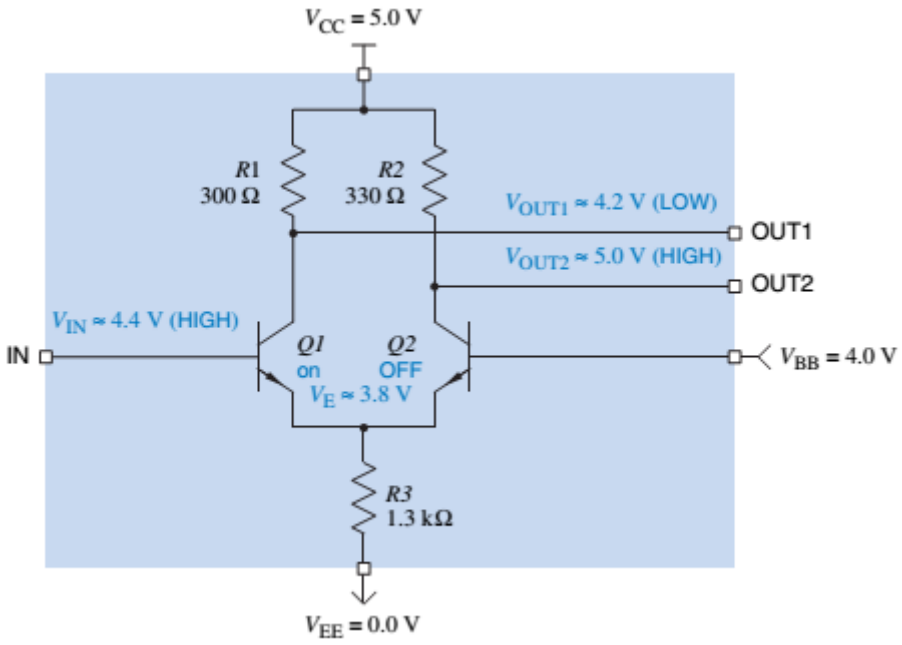 VCC = 5.0 V
R1
300 Ω
R2
330 Ω
VOUT1 ≈ 4.2 V (LOW)
OUT1
VOUT2 ≈ 5.0 V (HIGH)
OUT2
VIN ≈ 4.4 V (HIGH)
IN
Q1
on
Q2
OFF
VBB = 4.0 V
VE ≈ 3.8 V
R3
1.3 kΩ
VEE = 0.0 V